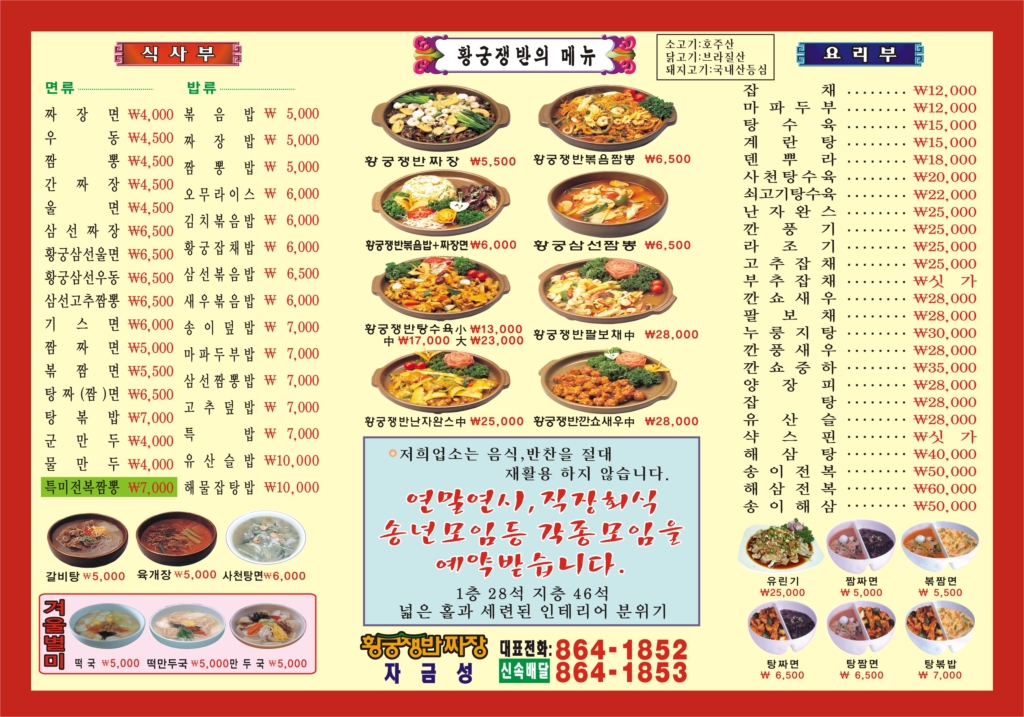 식사부
면류
짜장면 ₩4,000
우동 ₩4,500
짬뽕 ₩4,500
간짜장 ₩4,500
울면 ₩4,500
삼선짜장 ₩6,500
황궁삼선울면 ₩6,500
황궁삼선우동 ₩6,500
삼선고추짬뽕 ₩6,500
기스면 ₩6,000
짬짜면 ₩5,000
볶짬면 ₩5,500
탕짜(짬)면 ₩6,500
탕볶밥 ₩7,000
군만두 ₩4,000
물만두 ₩4,000
특미전복짬뽕 ₩7,000
밥류
볶음밥 ₩ 5,000
짜장밥 ₩ 5,000
짬뽕밥 ₩ 5,000
오무라이스 ₩ 6,000
김치볶음밥 ₩ 6,000
황궁잡채밥 ₩ 6,000
삼선볶음밥 ₩ 6,500
새우볶음밥 ₩ 6,000
송이덮밥 ₩ 7,000
마파두부밥 ₩ 7,000
삼선짬뽕밥 ₩ 7,000
고추덮밥 ₩ 7,000
특밥 ₩ 7,000
유산슬밥 ₩10,000
해물잡탕밥 ₩10,000
갈비탕 ₩5,000 육개장 ₩5,000 사천탕면 ₩6,000
겨울별미
떡국 ₩5,000 떡만두국 ₩5,000 만두국 ₩5,000
황궁쟁반의 메뉴
소고기:호주산
닭고기:브라질산
돼지고기:국내산등심
황궁쟁반짜장 ₩5,500 황궁쟁반볶음짬뽕 ₩6,500
황궁쟁반볶음밥+짜장면 ₩6,000 황궁삼선짬뽕 ₩6,500
황궁쟁반탕수육小 ₩13,000
中 ₩17,000 大 ₩23,000
황궁쟁반팔보채中 ₩28,000
황궁쟁반난자완스中 ₩25,000 황궁쟁반깐쇼새우中 ₩28,000
저희업소는 음식,반찬을 절대
재활용 하지 않습니다.
연말연시, 직장회식
송년모임등 각종모임을
예약받습니다.
1층 28석 지층 46석
넓은 홀과 세련된 인테리어 분위기
황궁쟁반짜장
자금성
대표전화: 864-1852
신속배달 864-1853
요리부
잡채 ········ ₩12,000
마파두부 ········ ₩12,000
탕수육 ········ ₩15,000
계란탕 ········ ₩15,000
덴뿌라 ········ ₩18,000
사천탕수육 ········ ₩20,000
쇠고기탕수육 ········ ₩22,000
난자완스 ········ ₩25,000
깐풍기 ········ ₩25,000
라조기 ········ ₩25,000
고추잡채 ········ ₩25,000
부추잡채 ········ ₩싯가
깐쇼새우 ········ ₩28,000
팔보채 ········ ₩28,000
누룽지탕 ········ ₩30,000
깐풍새우 ········ ₩28,000
깐쇼중하 ········ ₩35,000
양장피 ········ ₩28,000
잡탕 ········ ₩28,000
유산슬 ········ ₩28,000
샥스핀 ········ ₩싯가
해삼탕 ········ ₩40,000
송이전복 ········ ₩50,000
해삼전복 ········ ₩60,000
송이해삼 ········ ₩50,000
유린기 짬짜면 볶짬면
₩25,000 ₩ 5,000 ₩ 5,500
탕짜면 탕짬면 탕볶밥
₩ 6,500 ₩ 6,500 ₩ 7,000